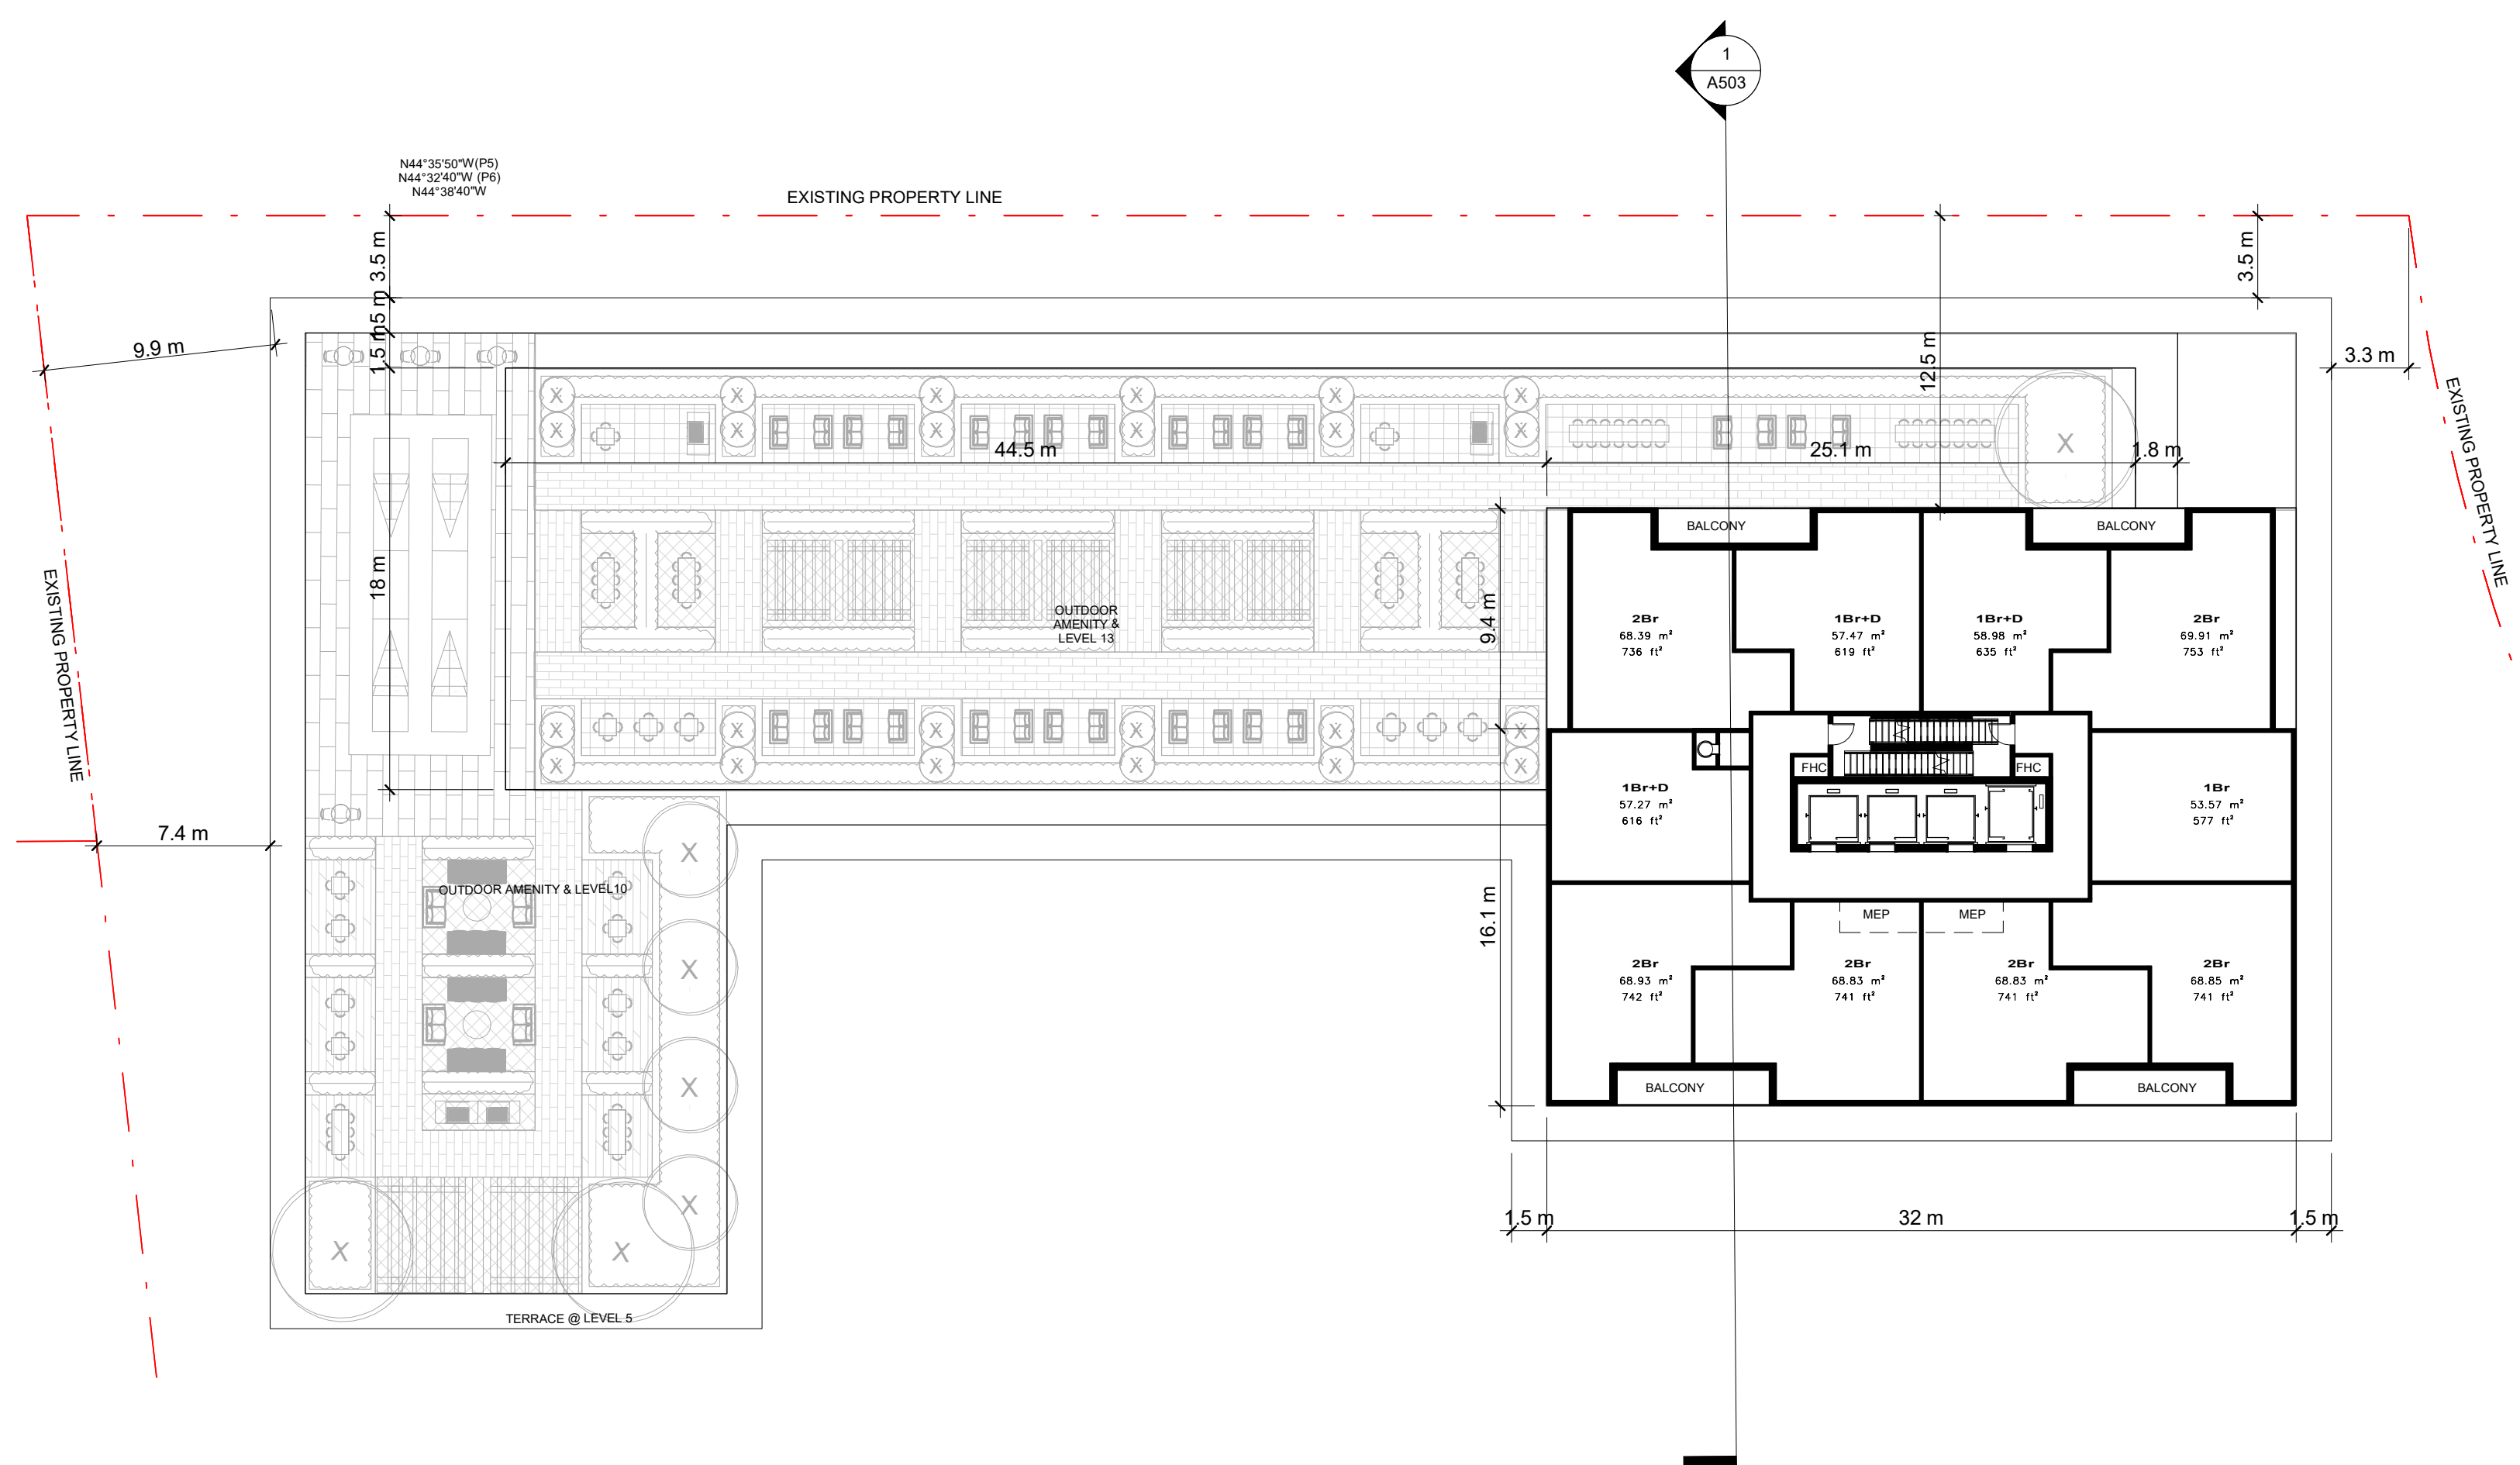 1
A503
N44°35'50"W(P5)
N44°32'40"W (P6)
N44°38'40"W
EXISTING PROPERTY LINE
3.5 m
1.5 m
1.5 m
3.5 m
12.5 m
9.9 m
3.3 m
EXISTING PROPERTY LINE
44.5 m
25.1 m
1.8 m
BALCONY
BALCONY
18 m
9.4 m
EXISTING PROPERTY LINE
OUTDOOR
AMENITY &
LEVEL 13
2Br
68.39 m²
736 ft²
1Br+D
57.47 m²
619 ft²
1Br+D
58.98 m²
635 ft²
2Br
69.91 m²
753 ft²
FHC
FHC
1Br+D
57.27 m²
616 ft²
1Br
53.57 m²
577 ft²
7.4 m
OUTDOOR AMENITY & LEVEL10
16.1 m
MEP
MEP
2Br
68.93 m²
742 ft²
2Br
68.83 m²
741 ft²
2Br
68.83 m²
741 ft²
2Br
68.85 m²
741 ft²
BALCONY
BALCONY
1.5 m
32 m
1.5 m
TERRACE @ LEVEL 5